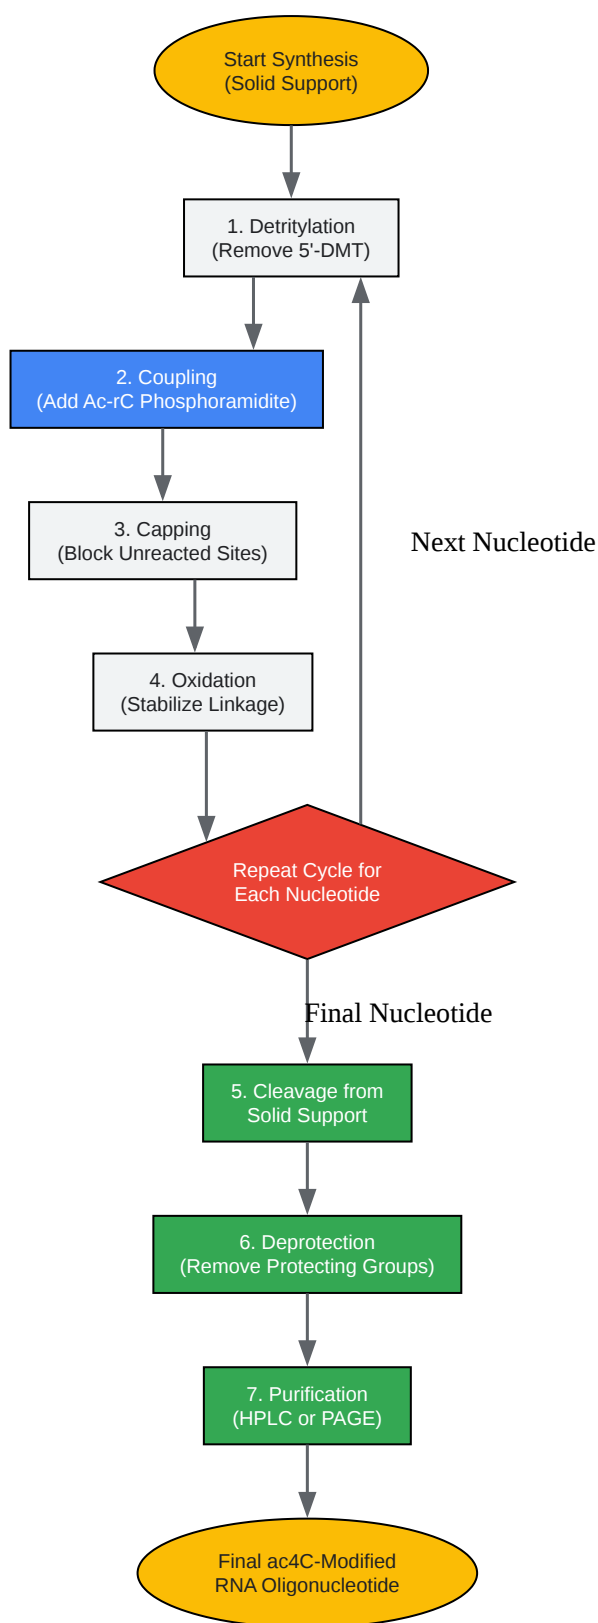 Start Synthesis
(Solid Support)
1. Detritylation
(Remove 5'-DMT)
2. Coupling
(Add Ac-rC Phosphoramidite)
3. Capping
(Block Unreacted Sites)
Next Nucleotide
4. Oxidation
(Stabilize Linkage)
Repeat Cycle for
Each Nucleotide
Final Nucleotide
5. Cleavage from
Solid Support
6. Deprotection
(Remove Protecting Groups)
7. Purification
(HPLC or PAGE)
Final ac4C-Modified
RNA Oligonucleotide